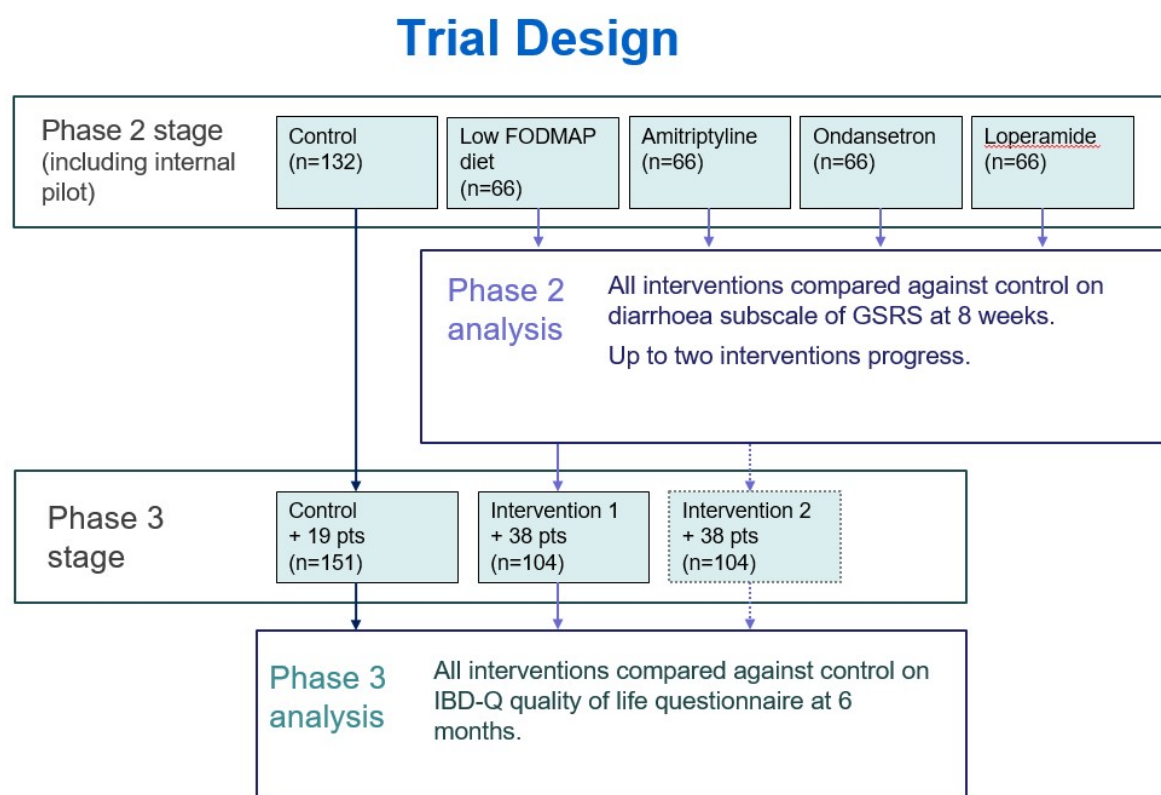 Trial Design
Phase 2 stage
(including internal
pilot)
Control
(n=132)
Low FODMAP
diet
(n=66)
Amitriptyline
(n=66)
Ondansetron
(n=66)
Loperamide
(n=66)
Phase 2
analysis
All interventions compared against control on
diarrhoea subscale of GSRS at 8 weeks.
Up to two interventions progress.
Phase 3
stage
Control
+ 19 pts
(n=151)
Intervention 1
+ 38 pts
(n=104)
Intervention 2
+ 38 pts
(n=104)
Phase 3
analysis
All interventions compared against control on
IBD-Q quality of life questionnaire at 6
months.